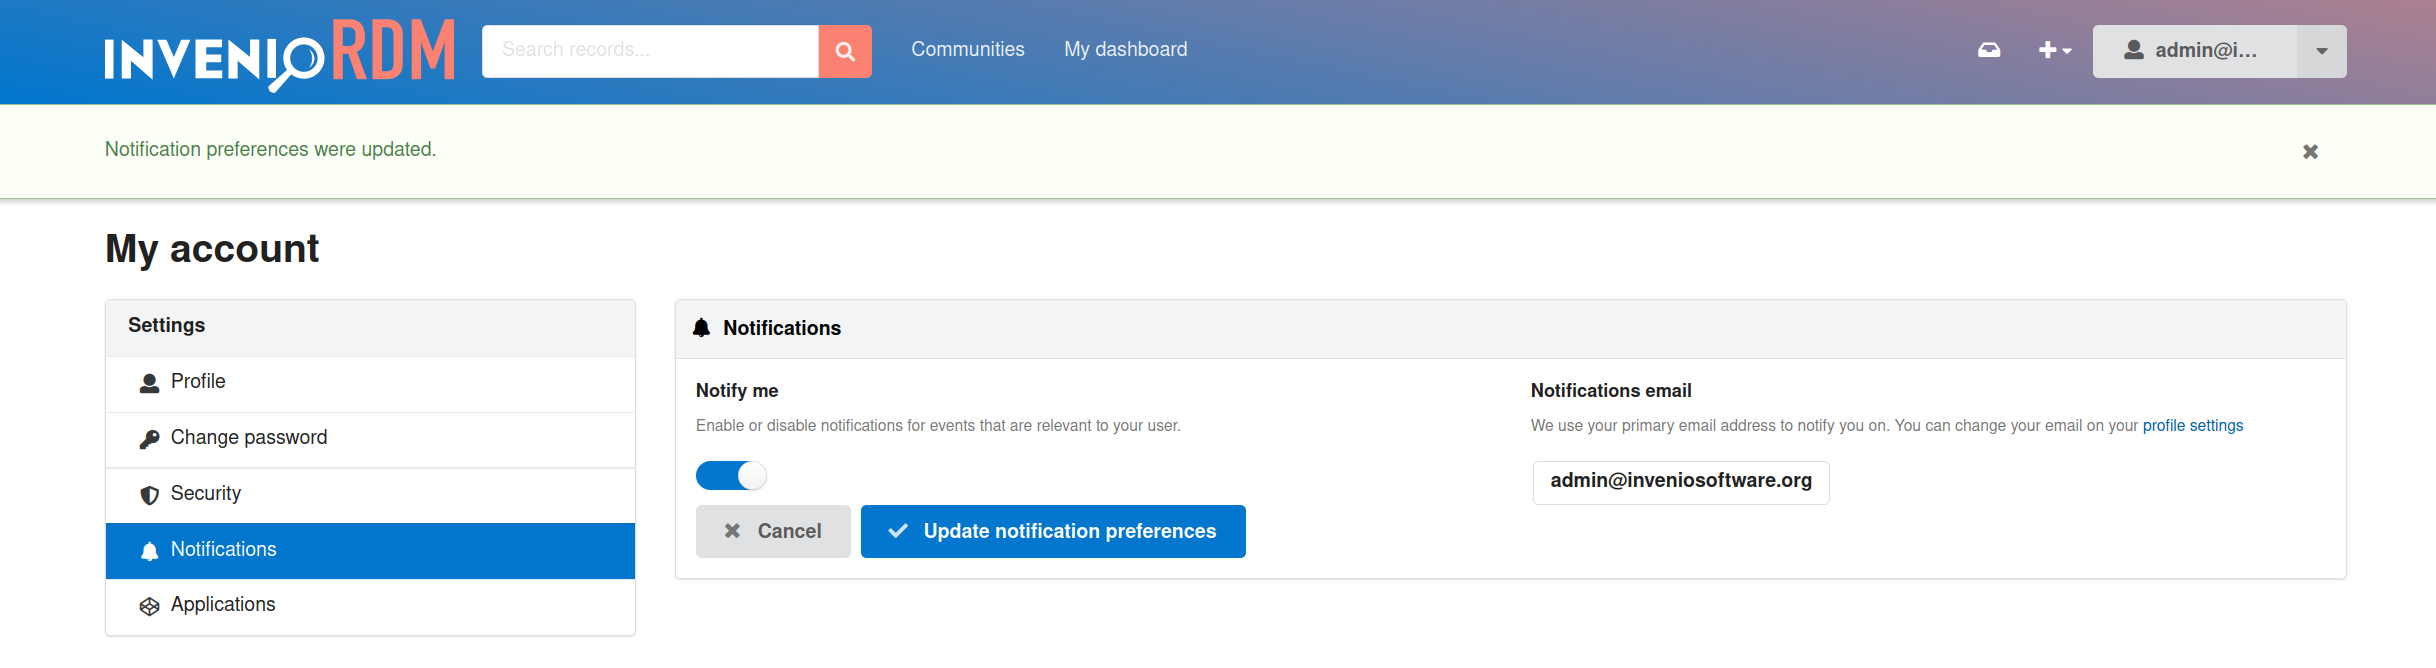 INVENIO RDM Search records... Communities My dashboard admin@i...
Notification preferences were updated.
My account
Settings
Profile
Change password
Security
Notifications
Applications
Notifications
Notify me
Enable or disable notifications for events that are relevant to your user.
Cancel Update notification preferences
Notifications email
We use your primary email address to notify you on. You can change your email on your profile settings
admin@inveniosoftware.org